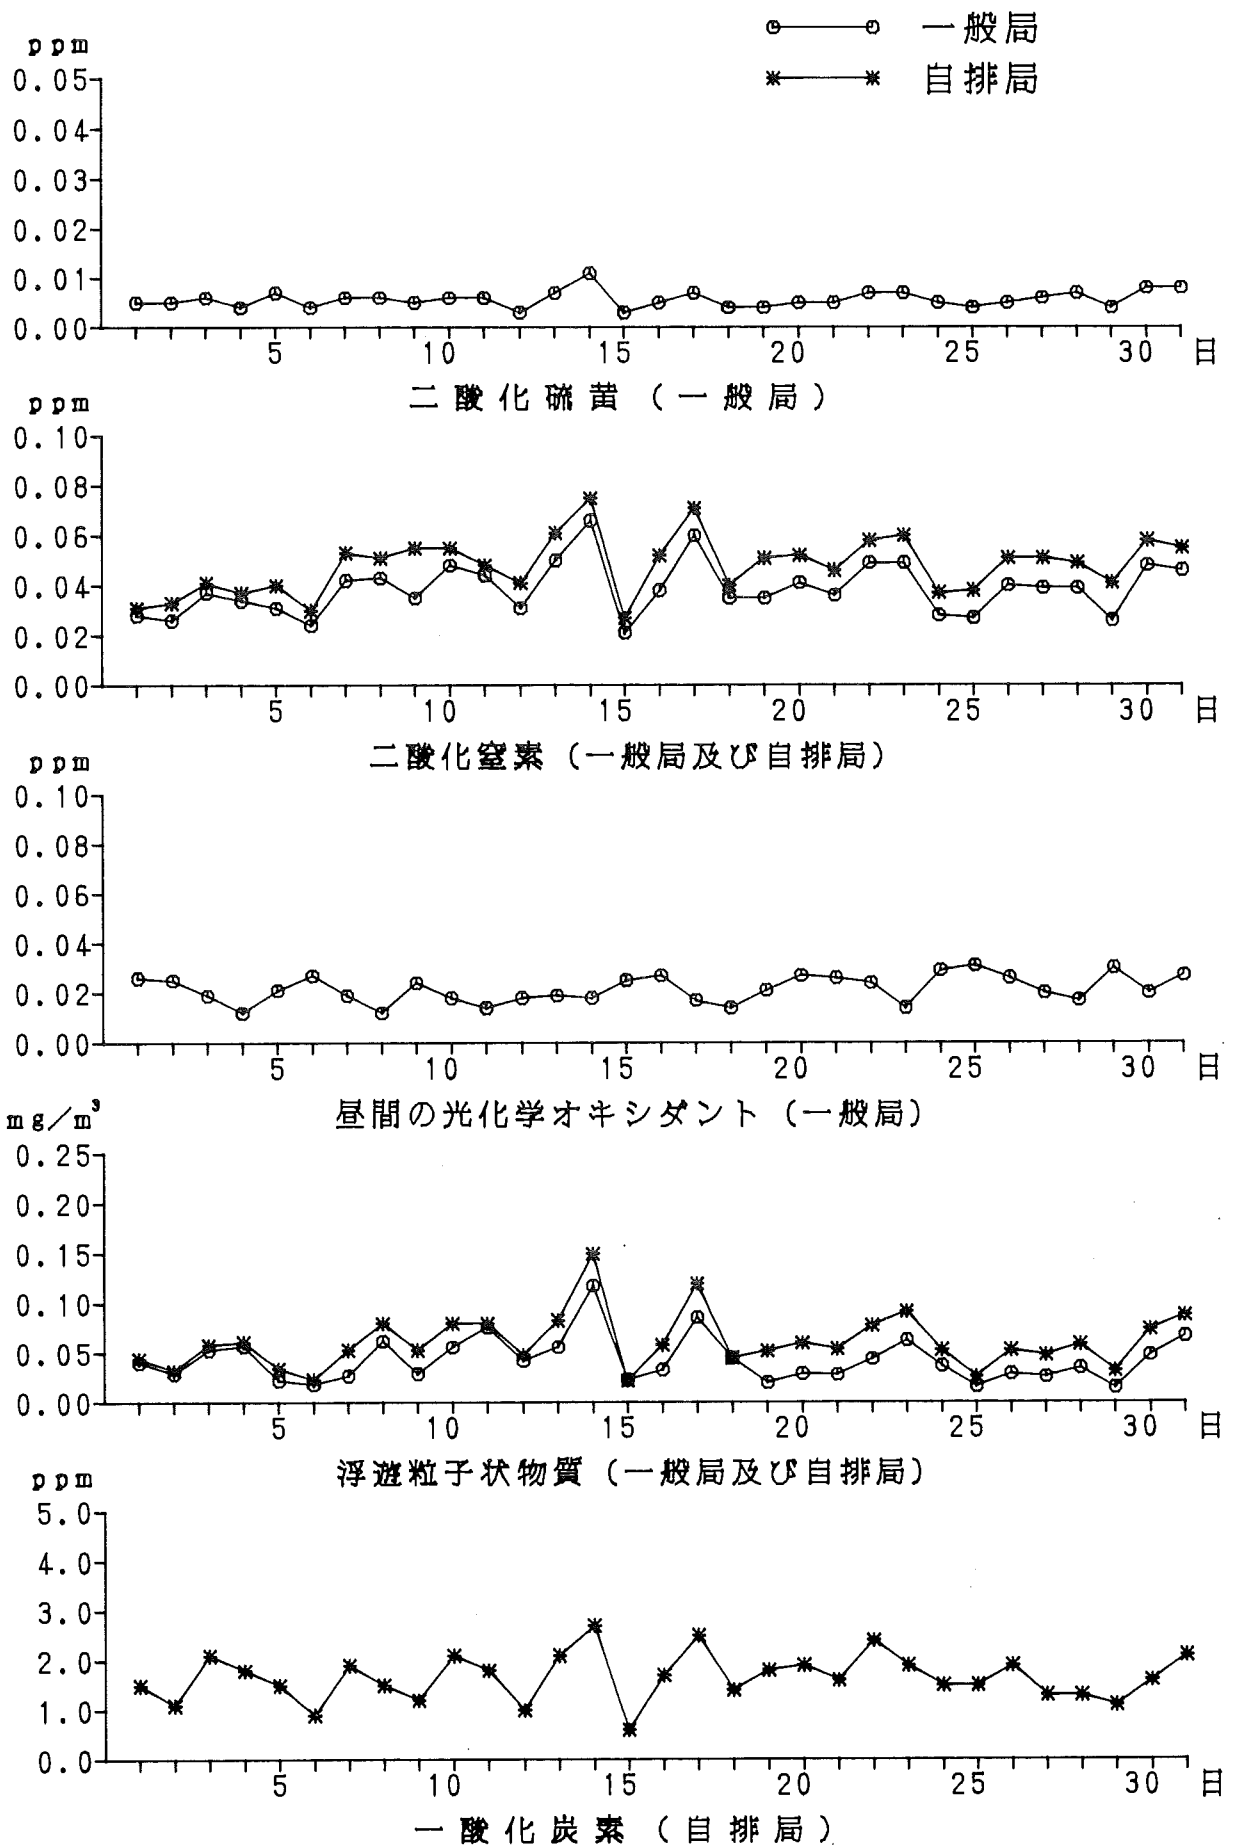 一般局
自排局
ppm
0.05
0.04
0.03
0.02
0.01
0.00
5 10 15 20 25 30 日
二酸化硫黄(一般局)
ppm
0.10
0.08
0.06
0.04
0.02
0.00
5 10 15 20 25 30 日
二酸化窒素(一般局及び自排局)
ppm
0.10
0.08
0.06
0.04
0.02
0.00
5 10 15 20 25 30 日
昼間の光化学オキシダント(一般局)
mg/m³
0.25
0.20
0.15
0.10
0.05
0.00
5 10 15 20 25 30 日
浮遊粒子状物質(一般局及び自排局)
ppm
5.0
4.0
3.0
2.0
1.0
0.0
5 10 15 20 25 30 日
一酸化炭素(自排局)